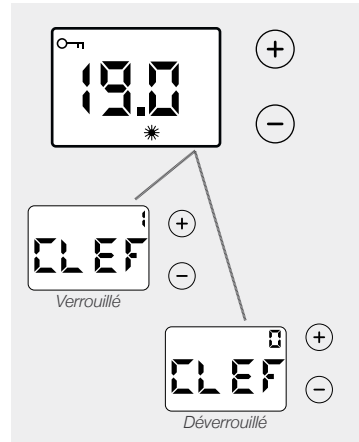 19.0
+
−
1
CLEF
+
−
Verrouillé
0
CLEF
+
−
Déverrouillé